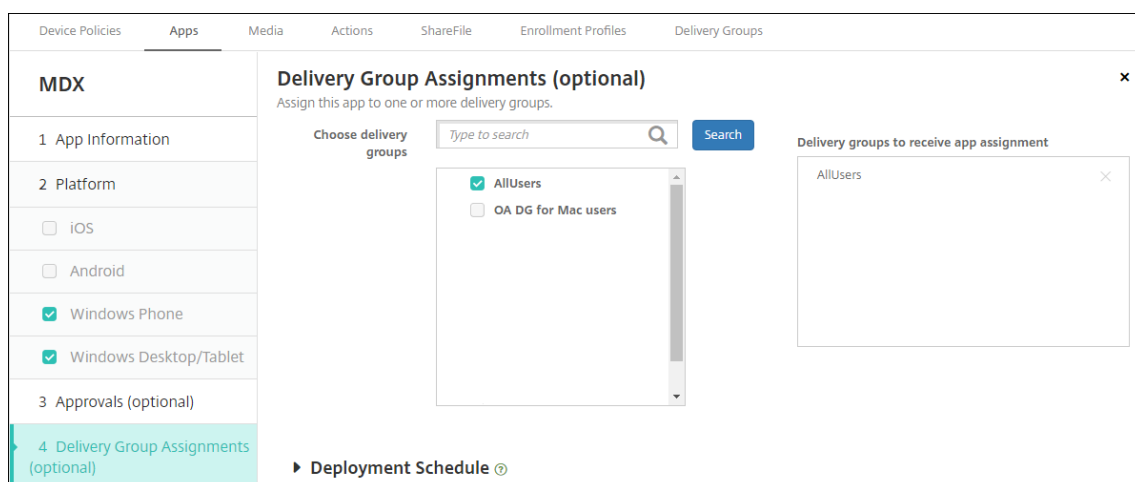 Device Policies Apps Media Actions ShareFile Enrollment Profiles Delivery Groups
MDX
1 App Information
2 Platform
iOS
Android
Windows Phone
Windows Desktop/Tablet
3 Approvals (optional)
4 Delivery Group Assignments
(optional)
Delivery Group Assignments (optional)
Assign this app to one or more delivery groups.
Choose delivery
groups
Type to search
Search
AllUsers
OA DG for Mac users
Delivery groups to receive app assignment
AllUsers
Deployment Schedule